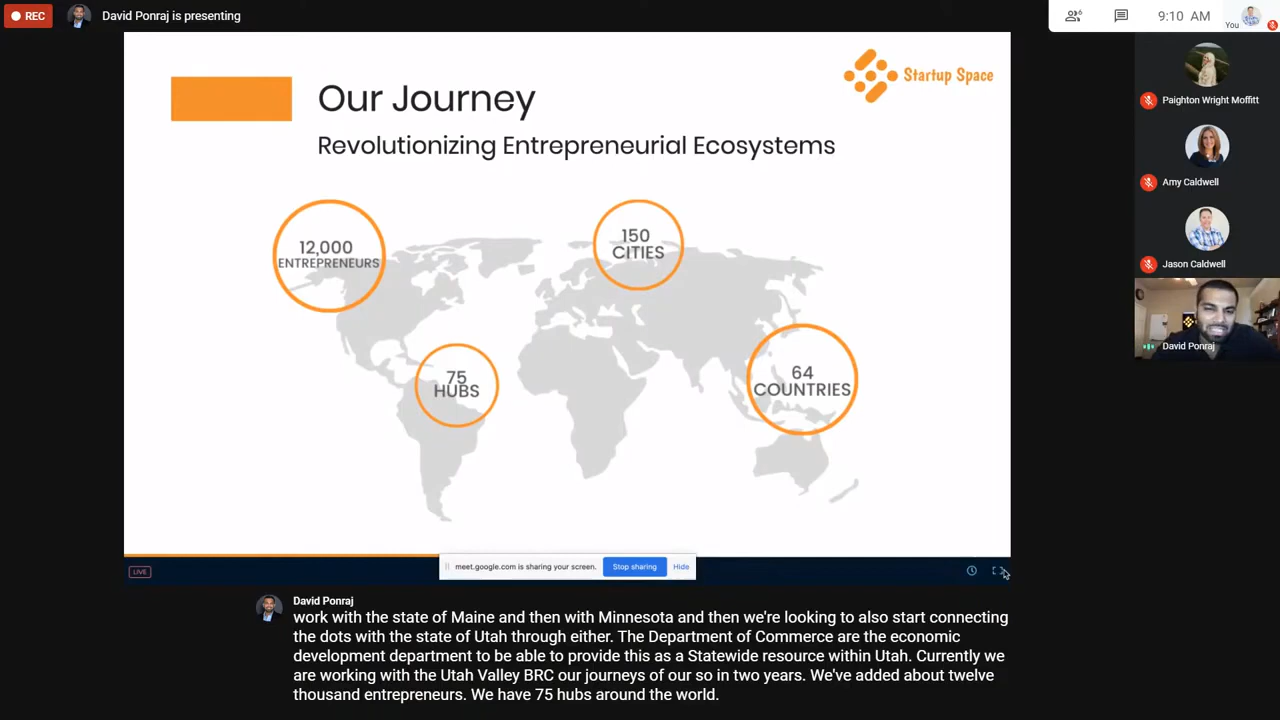 REC
David Ponraj is presenting
9:10 AM
You
Startup Space
Our Journey
Revolutionizing Entrepreneurial Ecosystems
12,000
ENTREPRENEURS
150
CITIES
75
HUBS
64
COUNTRIES
Paighton Wright Moffitt
Amy Caldwell
Jason Caldwell
David Ponraj
LIVE
meet.google.com is sharing your screen.
Stop sharing
Hide
David Ponraj
work with the state of Maine and then with Minnesota and then we're looking to also start connecting
the dots with the state of Utah through either. The Department of Commerce are the economic
development department to be able to provide this as a Statewide resource within Utah. Currently we
are working with the Utah Valley BRC our journeys of our so in two years. We've added about twelve
thousand entrepreneurs. We have 75 hubs around the world.